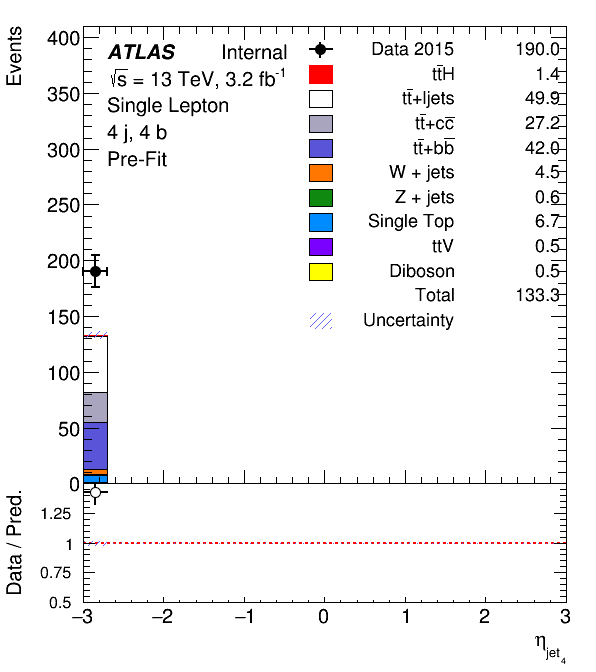 Events
400
350
300
250
200
150
100
50
0
ATLAS Internal
√s = 13 TeV, 3.2 fb⁻¹
Single Lepton
4 j, 4 b
Pre-Fit
Data 2015 190.0
tt̄H 1.4
tt̄+ljets 49.9
tt̄+cc̄ 27.2
tt̄+bb̄ 42.0
W + jets 4.5
Z + jets 0.6
Single Top 6.7
ttV 0.5
Diboson 0.5
Total 133.3
Uncertainty
Data / Pred.
1.25
1
0.75
0.5
−3 −2 −1 0 1 2 3
η_jet_4